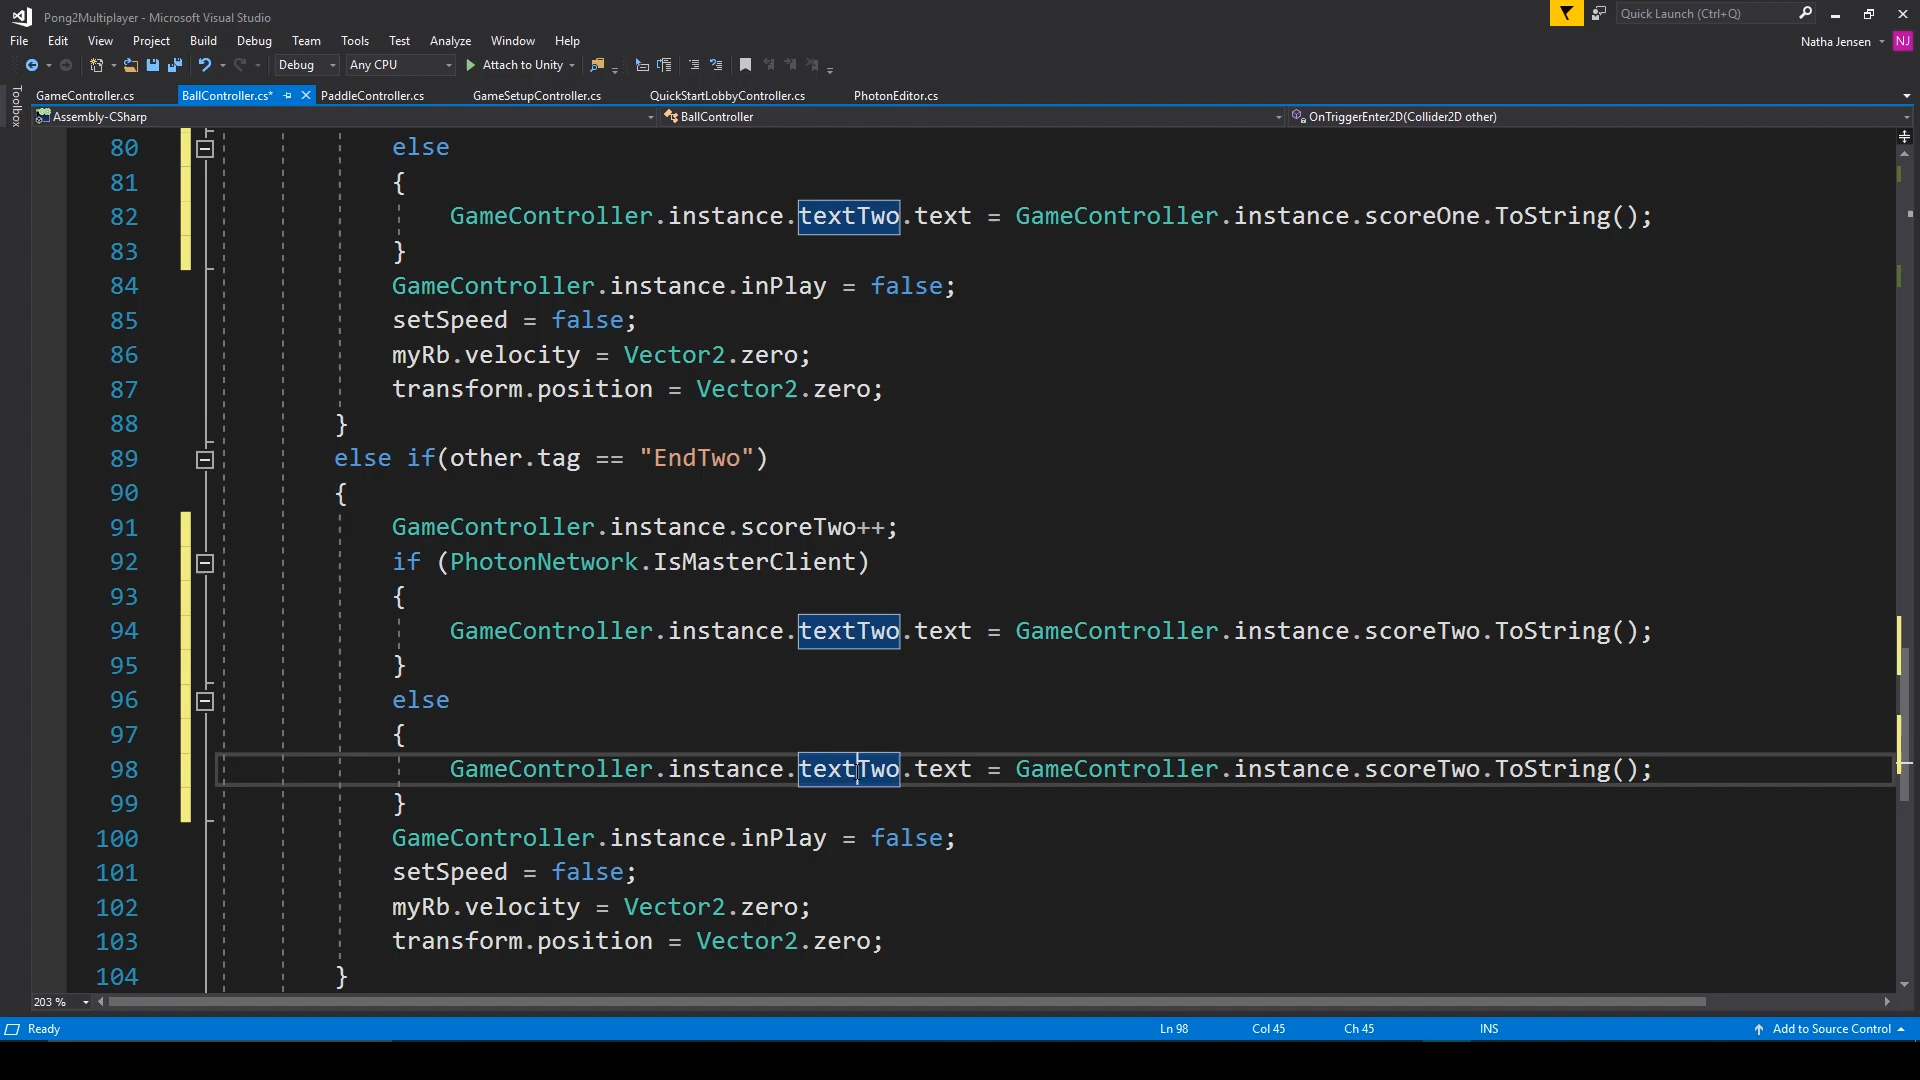 Pong2Multiplayer - Microsoft Visual Studio
Quick Launch (Ctrl+Q)
File Edit View Project Build Debug Team Tools Test Analyze Window Help
Natha Jensen NJ
Debug Any CPU Attach to Unity
Toolbox
GameController.cs BallController.cs* PaddleController.cs GameSetupController.cs QuickStartLobbyController.cs PhotonEditor.cs
Assembly-CSharp BallController OnTriggerEnter2D(Collider2D other)
80 else
81 {
82 GameController.instance.textTwo.text = GameController.instance.scoreOne.ToString();
83 }
84 GameController.instance.inPlay = false;
85 setSpeed = false;
86 myRb.velocity = Vector2.zero;
87 transform.position = Vector2.zero;
88 }
89 else if(other.tag == "EndTwo")
90 {
91 GameController.instance.scoreTwo++;
92 if (PhotonNetwork.IsMasterClient)
93 {
94 GameController.instance.textTwo.text = GameController.instance.scoreTwo.ToString();
95 }
96 else
97 {
98 GameController.instance.textTwo.text = GameController.instance.scoreTwo.ToString();
99 }
100 GameController.instance.inPlay = false;
101 setSpeed = false;
102 myRb.velocity = Vector2.zero;
103 transform.position = Vector2.zero;
104 }
203 %
Ready Ln 98 Col 45 Ch 45 INS Add to Source Control